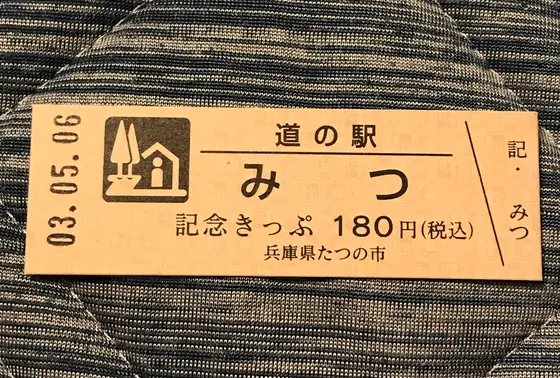 03.05.06
道の駅
みつ
記念きっぷ 180円(税込)
兵庫県たつの市
記・みつ